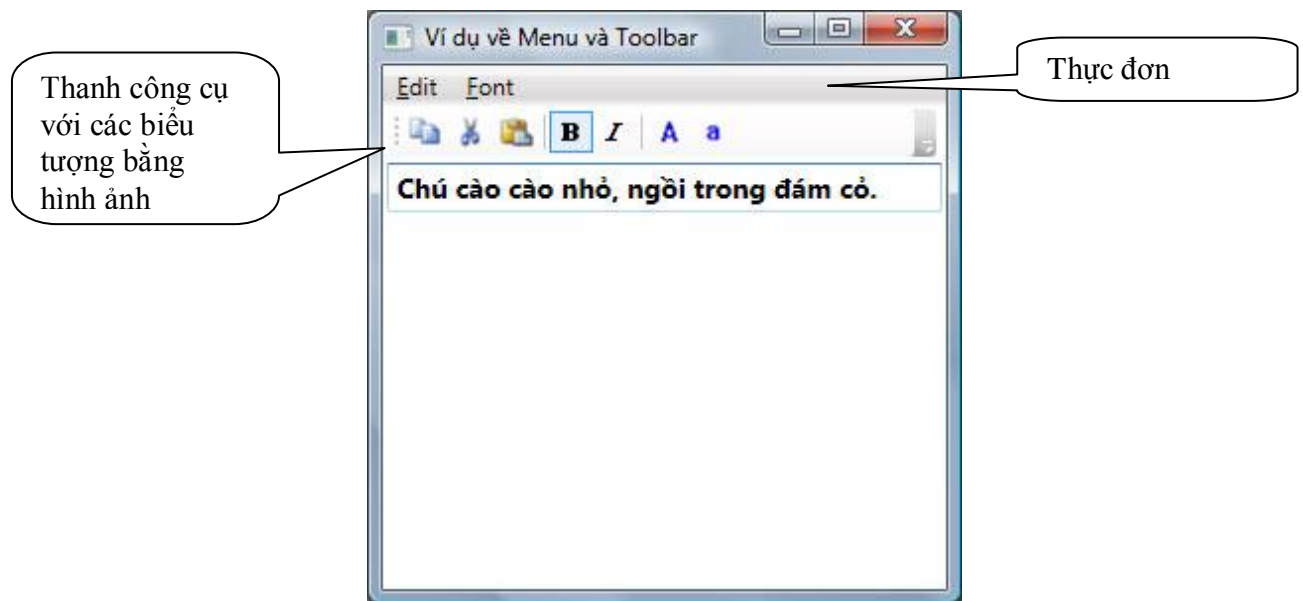 Ví dụ về Menu và Toolbar
Thanh công cụ
với các biểu
tượng bằng
hình ảnh
Thực đơn
Edit Font
B I A a
Chú cào cào nhỏ, ngồi trong đám cỏ.